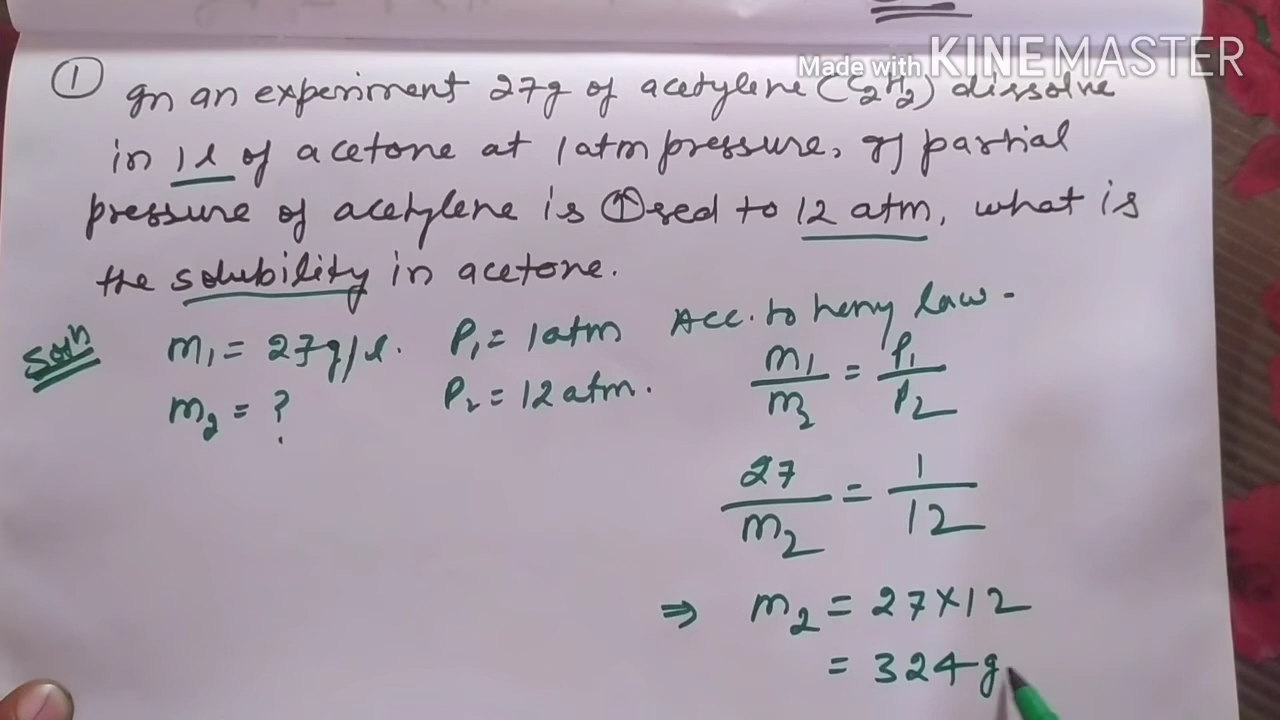 Made with KINEMASTER
① In an experiment 27g of acetylene (C₂H₂) dissolve
in 1l of acetone at 1atm pressure, If partial
pressure of acetylene is ↑sed to 12 atm, what is
the solubility in acetone.
Soln m₁ = 27g/l. P₁ = 1atm Acc. to henry law -
m₂ = ? P₂ = 12 atm. m₁/m₂ = P₁/P₂
27/m₂ = 1/12
⇒ m₂ = 27×12
= 324g